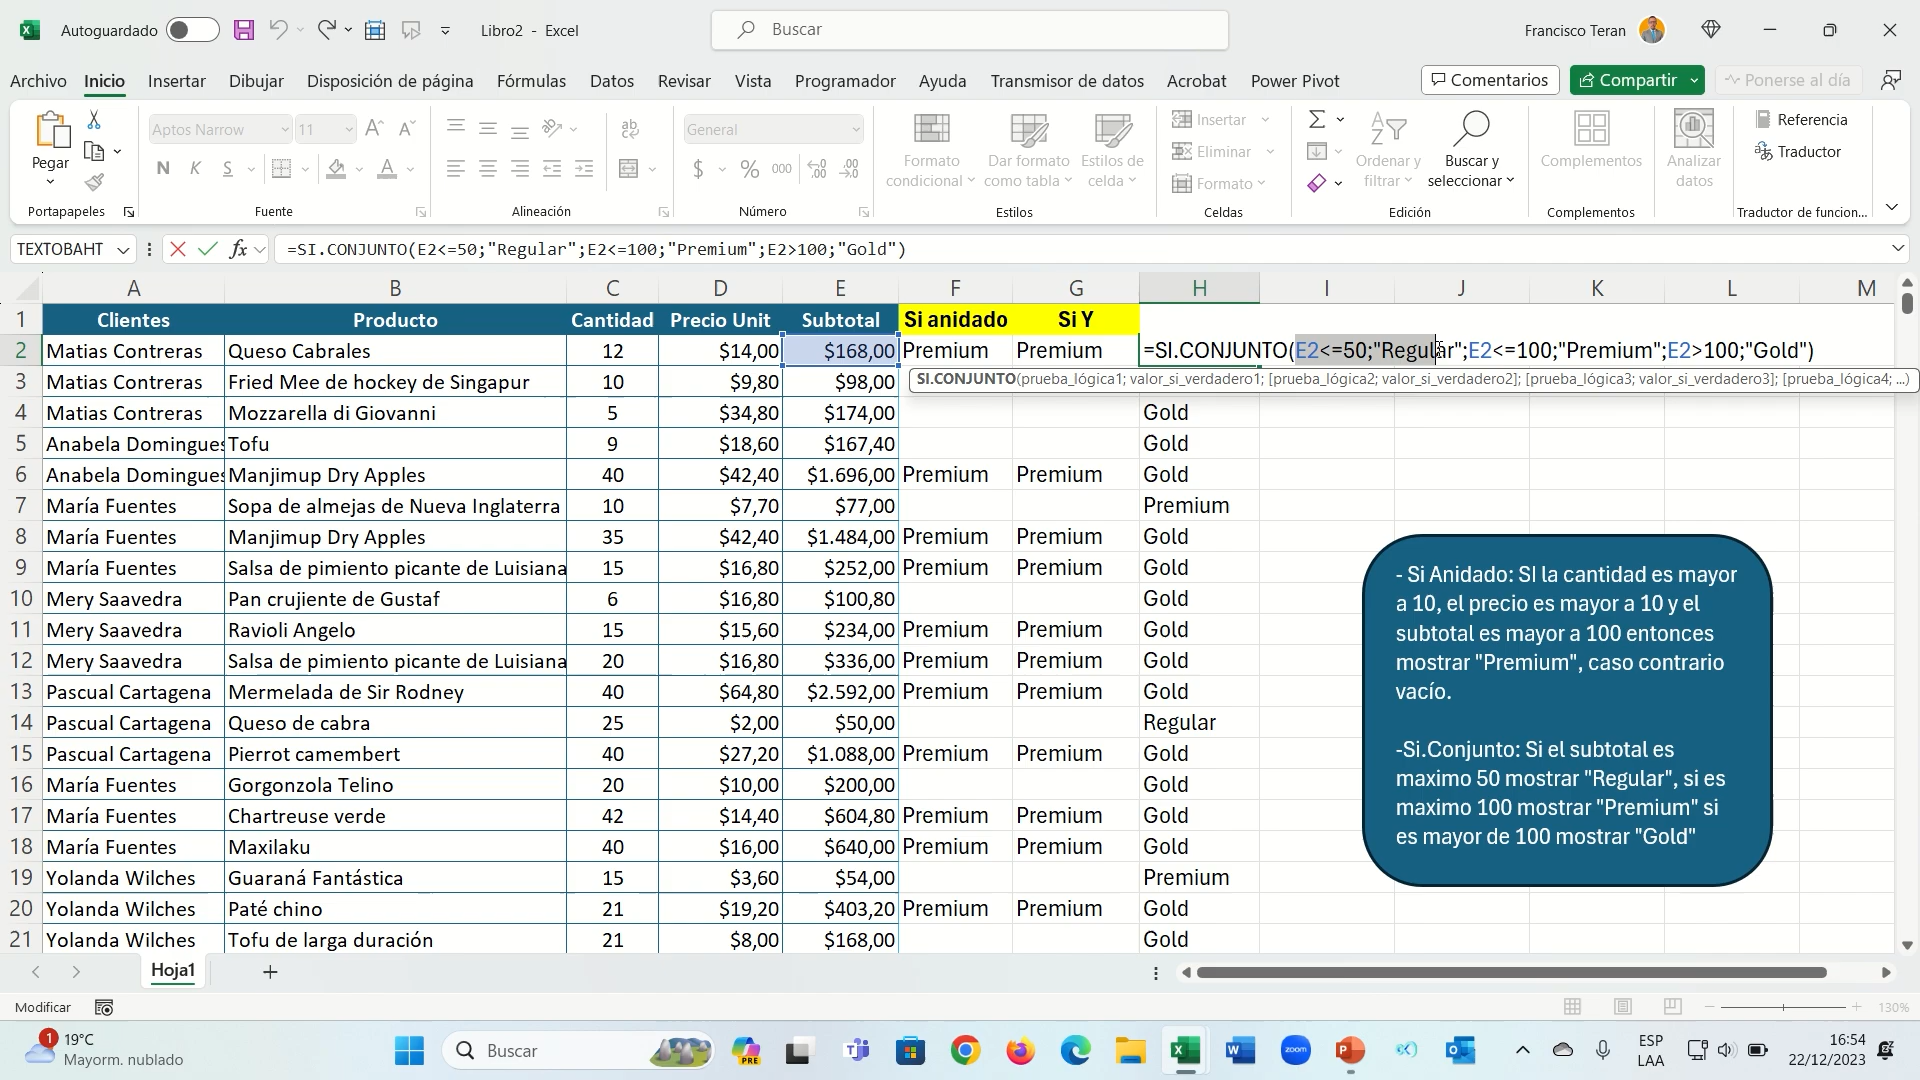 Autoguardado Libro2 - Excel Buscar Francisco Teran
Archivo Inicio Insertar Dibujar Disposición de página Fórmulas Datos Revisar Vista Programador Ayuda Transmisor de datos Acrobat Power Pivot Comentarios Compartir Ponerse al día
Pegar Aptos Narrow 11 General Formato condicional Dar formato como tabla Estilos de celda Insertar Eliminar Formato Ordenar y filtrar Buscar y seleccionar Complementos Analizar datos Referencia Traductor
N K S $ % 000
Portapapeles Fuente Alineación Número Estilos Celdas Edición Complementos Traductor de funcion...
TEXTOBAHT fx =SI.CONJUNTO(E2<=50;"Regular";E2<=100;"Premium";E2>100;"Gold")
A B C D E F G H I J K L M
1 Clientes Producto Cantidad Precio Unit Subtotal Si anidado Si Y
2 Matias Contreras Queso Cabrales 12 $14,00 $168,00 Premium Premium =SI.CONJUNTO(E2<=50;"Regular";E2<=100;"Premium";E2>100;"Gold")
3 Matias Contreras Fried Mee de hockey de Singapur 10 $9,80 $98,00
SI.CONJUNTO(prueba_lógica1; valor_si_verdadero1; [prueba_lógica2; valor_si_verdadero2]; [prueba_lógica3; valor_si_verdadero3]; [prueba_lógica4; ...)
4 Matias Contreras Mozzarella di Giovanni 5 $34,80 $174,00 Gold
5 Anabela Domingues Tofu 9 $18,60 $167,40 Gold
6 Anabela Domingues Manjimup Dry Apples 40 $42,40 $1.696,00 Premium Premium Gold
7 María Fuentes Sopa de almejas de Nueva Inglaterra 10 $7,70 $77,00 Premium
8 María Fuentes Manjimup Dry Apples 35 $42,40 $1.484,00 Premium Premium Gold
9 María Fuentes Salsa de pimiento picante de Luisiana 15 $16,80 $252,00 Premium Premium Gold
10 Mery Saavedra Pan crujiente de Gustaf 6 $16,80 $100,80 Gold
11 Mery Saavedra Ravioli Angelo 15 $15,60 $234,00 Premium Premium Gold
12 Mery Saavedra Salsa de pimiento picante de Luisiana 20 $16,80 $336,00 Premium Premium Gold
13 Pascual Cartagena Mermelada de Sir Rodney 40 $64,80 $2.592,00 Premium Premium Gold
14 Pascual Cartagena Queso de cabra 25 $2,00 $50,00 Regular
15 Pascual Cartagena Pierrot camembert 40 $27,20 $1.088,00 Premium Premium Gold
16 María Fuentes Gorgonzola Telino 20 $10,00 $200,00 Gold
17 María Fuentes Chartreuse verde 42 $14,40 $604,80 Premium Premium Gold
18 María Fuentes Maxilaku 40 $16,00 $640,00 Premium Premium Gold
19 Yolanda Wilches Guaraná Fantástica 15 $3,60 $54,00 Premium
20 Yolanda Wilches Paté chino 21 $19,20 $403,20 Premium Premium Gold
21 Yolanda Wilches Tofu de larga duración 21 $8,00 $168,00 Gold
- Si Anidado: SI la cantidad es mayor
a 10, el precio es mayor a 10 y el
subtotal es mayor a 100 entonces
mostrar "Premium", caso contrario
vacío.
-Si.Conjunto: Si el subtotal es
maximo 50 mostrar "Regular", si es
maximo 100 mostrar "Premium" si
es mayor de 100 mostrar "Gold"
Hoja1
Modificar 130%
1 19°C
Mayorm. nublado
Buscar PRE zoom ESP LAA 16:54 22/12/2023